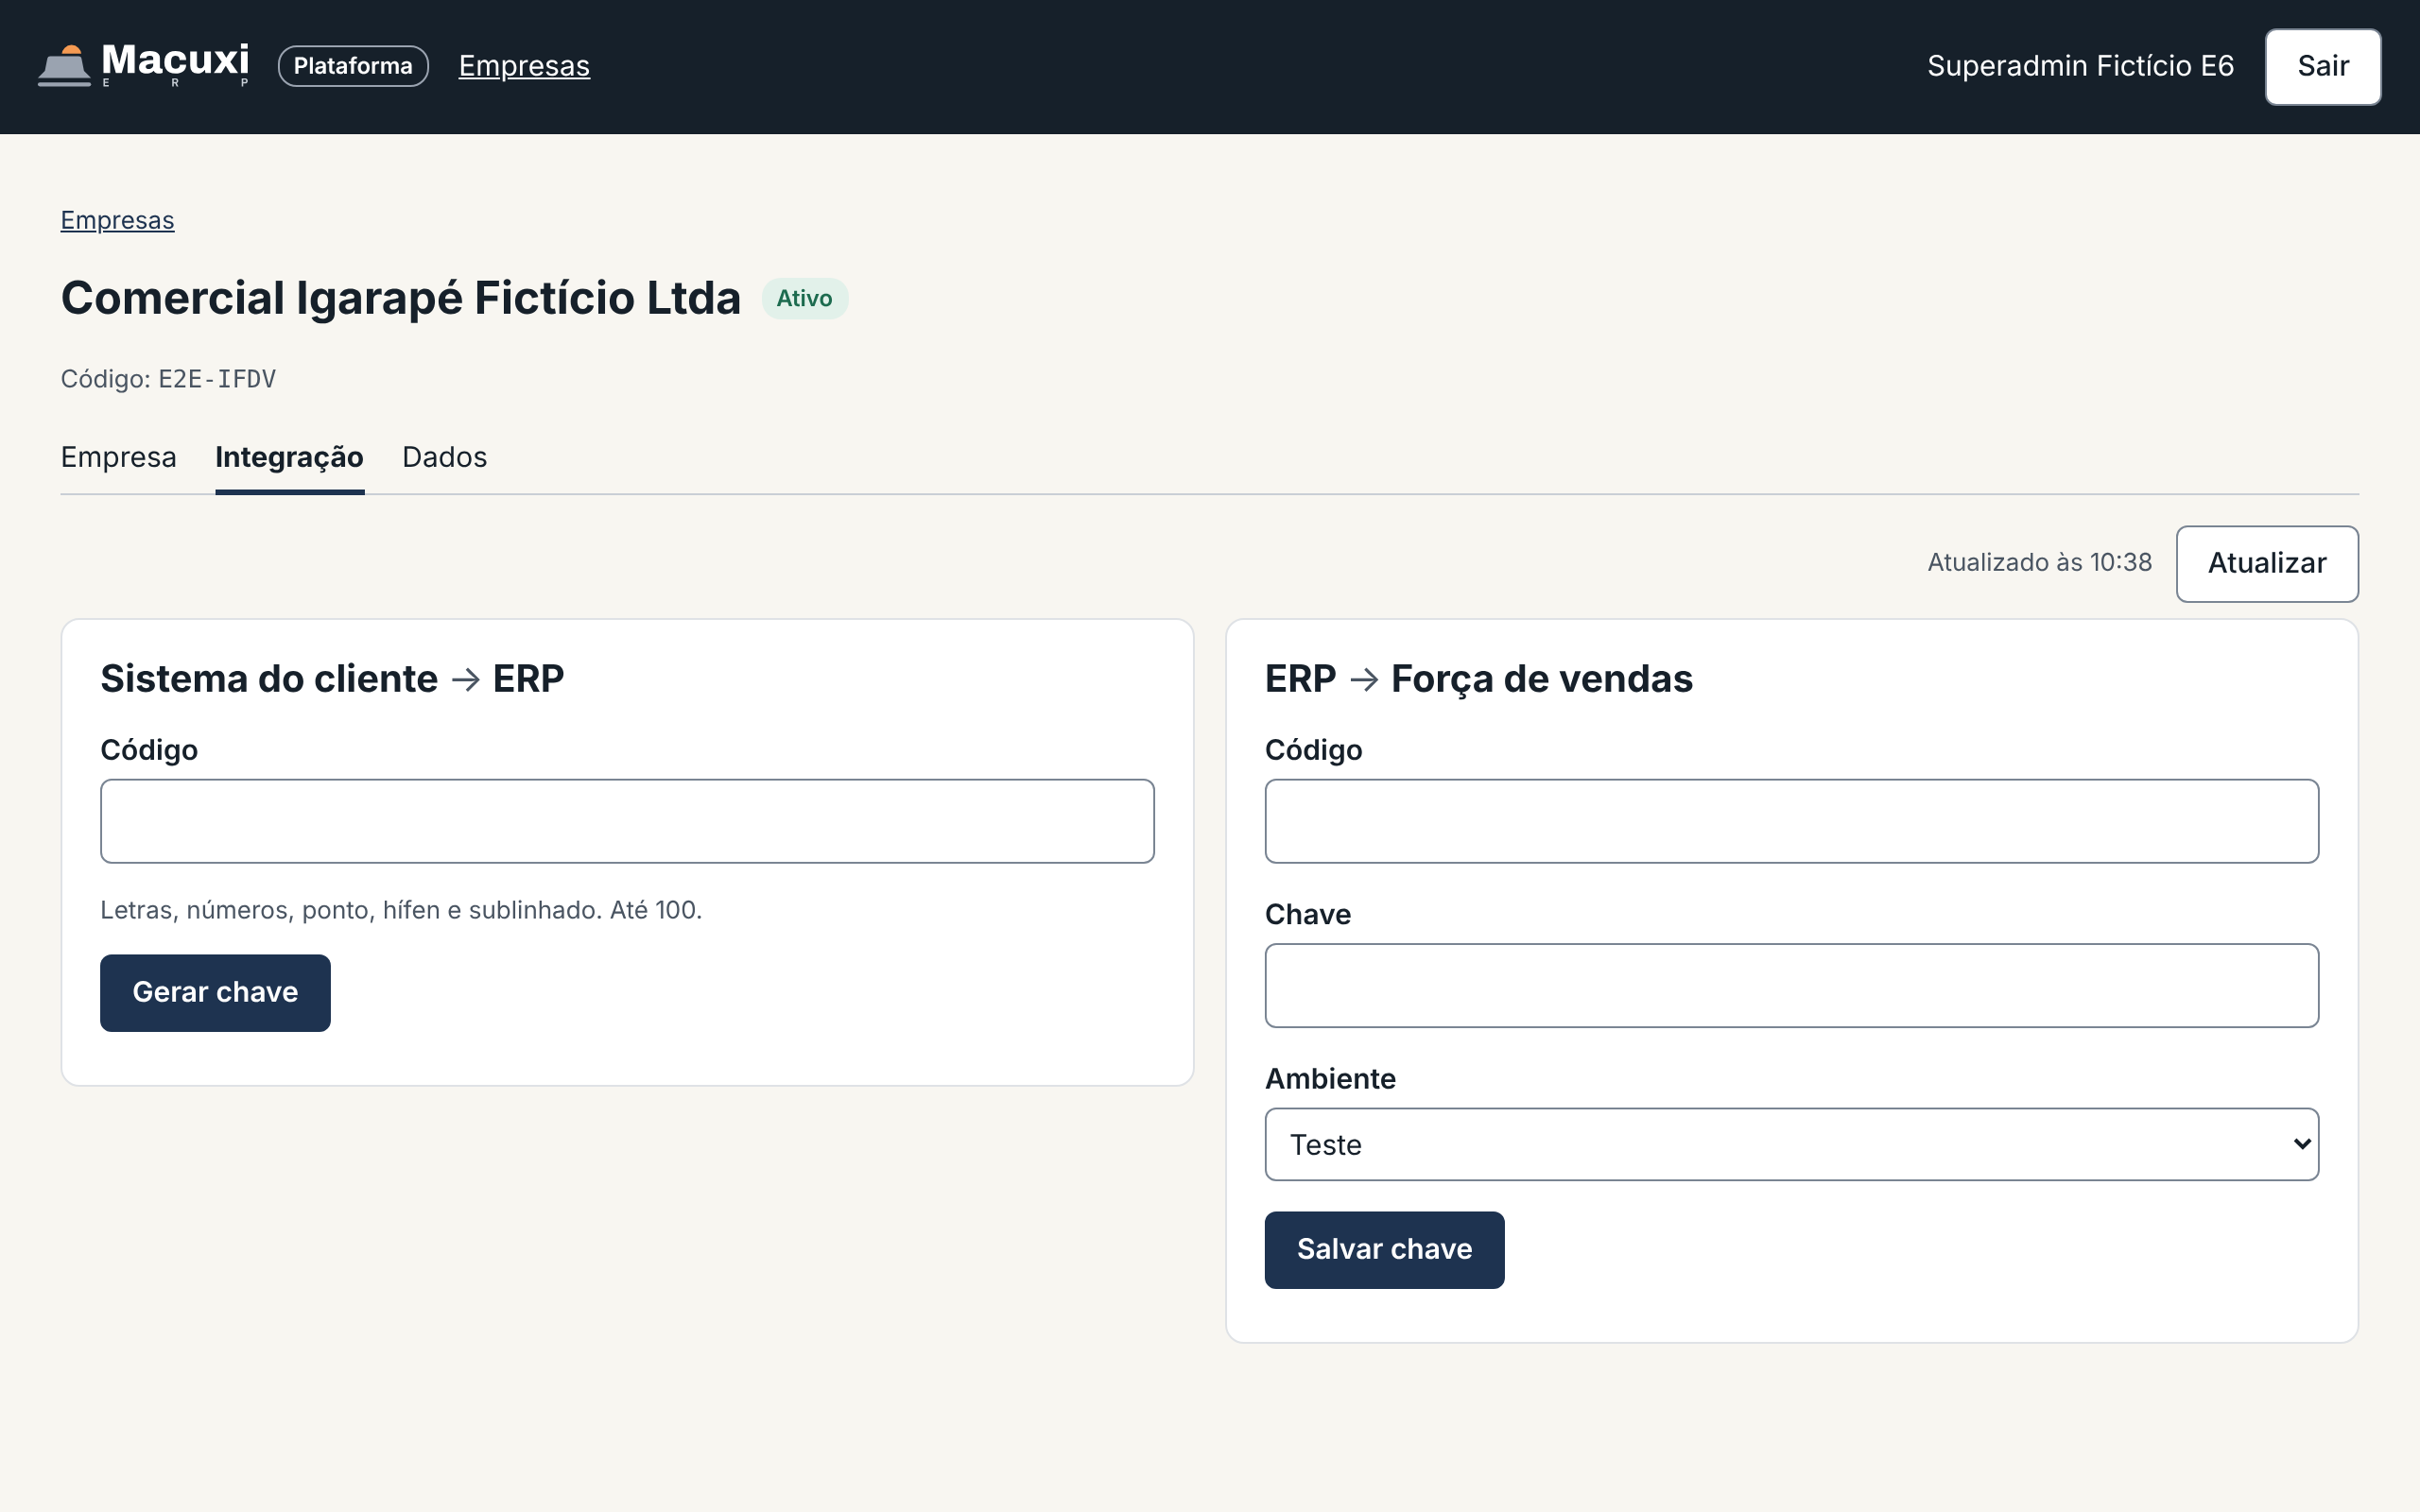 Macuxi
E R P
Plataforma
Empresas
Superadmin Fictício E6
Sair
Empresas
Comercial Igarapé Fictício Ltda
Ativo
Código: E2E-IFDV
Empresa
Integração
Dados
Atualizado às 10:38
Atualizar
Sistema do cliente → ERP
Código
Letras, números, ponto, hífen e sublinhado. Até 100.
Gerar chave
ERP → Força de vendas
Código
Chave
Ambiente
Teste
Salvar chave